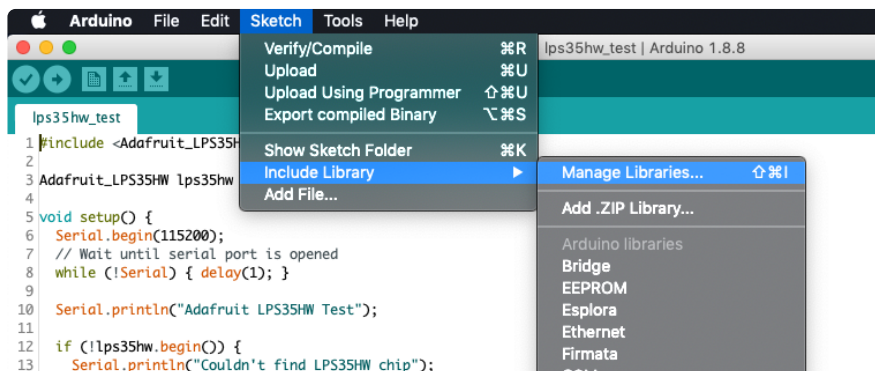 Arduino File Edit Sketch Tools Help
lps35hw_test | Arduino 1.8.8
Verify/Compile ⌘R
Upload ⌘U
Upload Using Programmer ⇧⌘U
Export compiled Binary ⌥⌘S
Show Sketch Folder ⌘K
Include Library ▶
Add File...
Manage Libraries... ⇧⌘I
Add .ZIP Library...
Arduino libraries
Bridge
EEPROM
Esplora
Ethernet
Firmata
lps35hw_test
1 #include <Adafruit_LPS35H
2
3 Adafruit_LPS35HW lps35hw
4
5 void setup() {
6 Serial.begin(115200);
7 // Wait until serial port is opened
8 while (!Serial) { delay(1); }
9
10 Serial.println("Adafruit LPS35HW Test");
11
12 if (!lps35hw.begin()) {
13 Serial.println("Couldn't find LPS35HW chip");